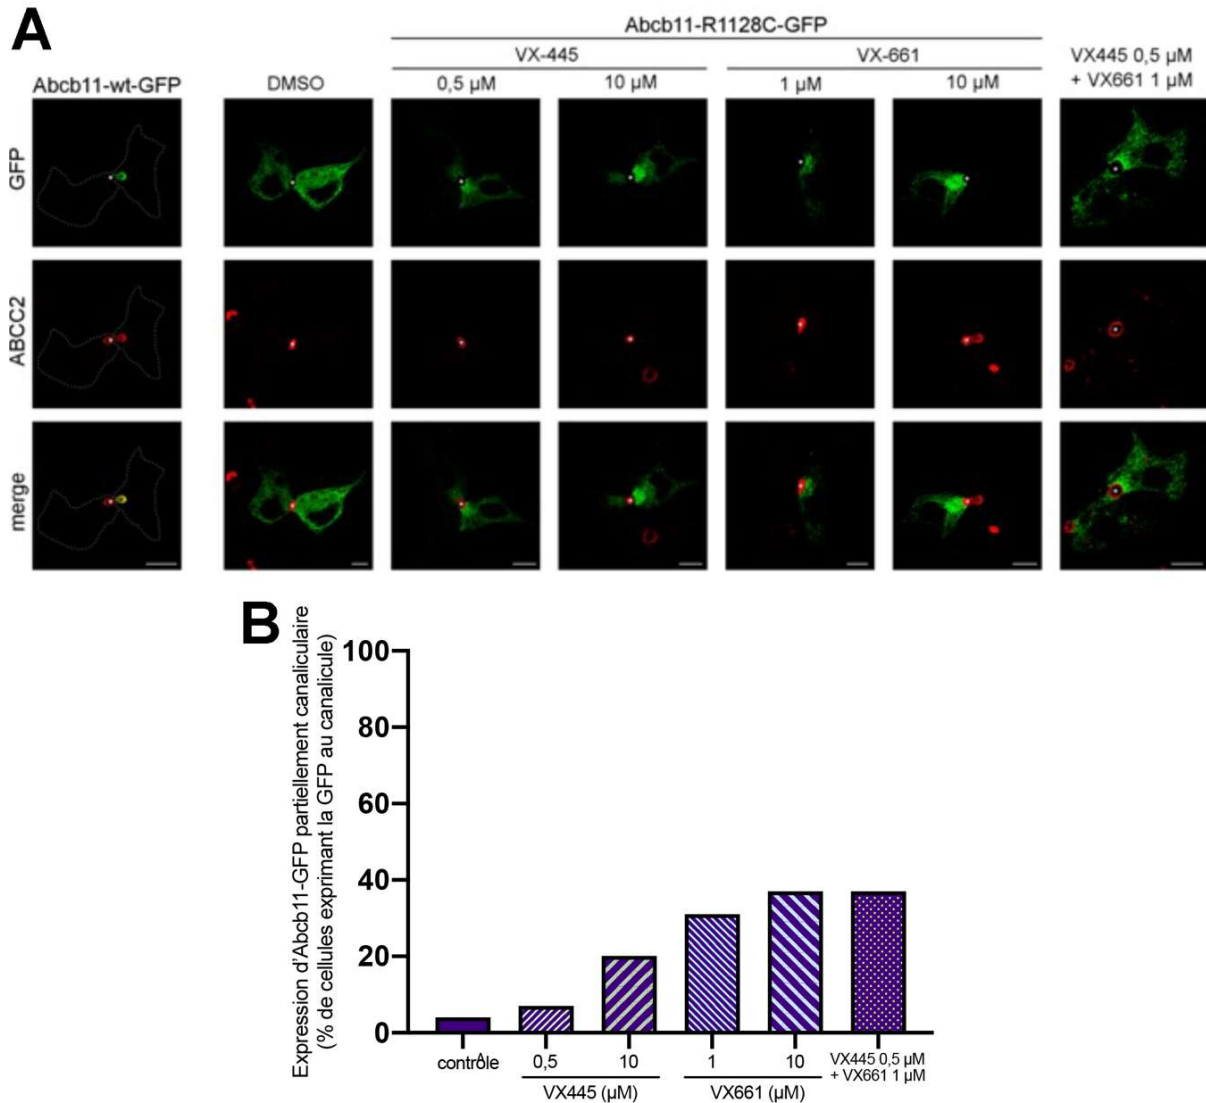 A
Abcb11-R1128C-GFP
VX-445
VX-661
VX445 0,5 µM
+ VX661 1 µM
Abcb11-wt-GFP
DMSO
0,5 µM
10 µM
1 µM
10 µM
GFP
ABCC2
merge
B
Expression d'Abcb11-GFP partiellement canaliculaire
(% de cellules exprimant la GFP au canalicule)
100
80
60
40
20
0
contrôle
0,5
10
1
10
VX445 0,5 µM
+ VX661 1 µM
VX445 (µM)
VX661 (µM)